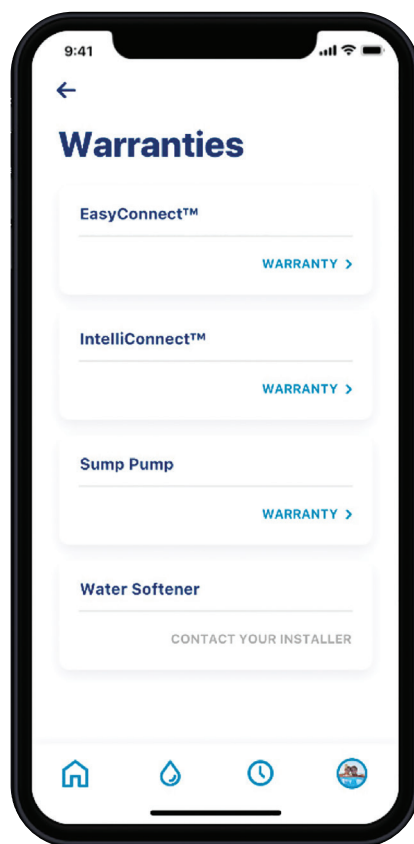 9:41
Warranties
EasyConnect™
WARRANTY >
IntelliConnect™
WARRANTY >
Sump Pump
WARRANTY >
Water Softener
CONTACT YOUR INSTALLER